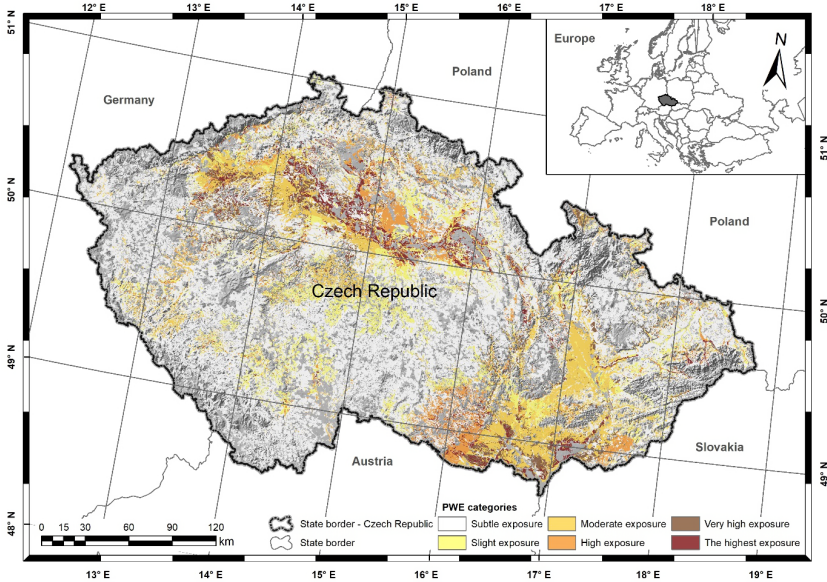 12° E 13° E 14° E 15° E 16° E 17° E 18° E
51° N
Europe
N
Poland
Germany
51° N
50° N
Poland
Czech Republic
50° N
49° N
Slovakia
Austria
49° N
PWE categories
State border - Czech Republic Subtle exposure Moderate exposure Very high exposure
48° N
0 15 30 60 90 120
km
State border Slight exposure High exposure The highest exposure
13° E 14° E 15° E 16° E 17° E 18° E 19° E